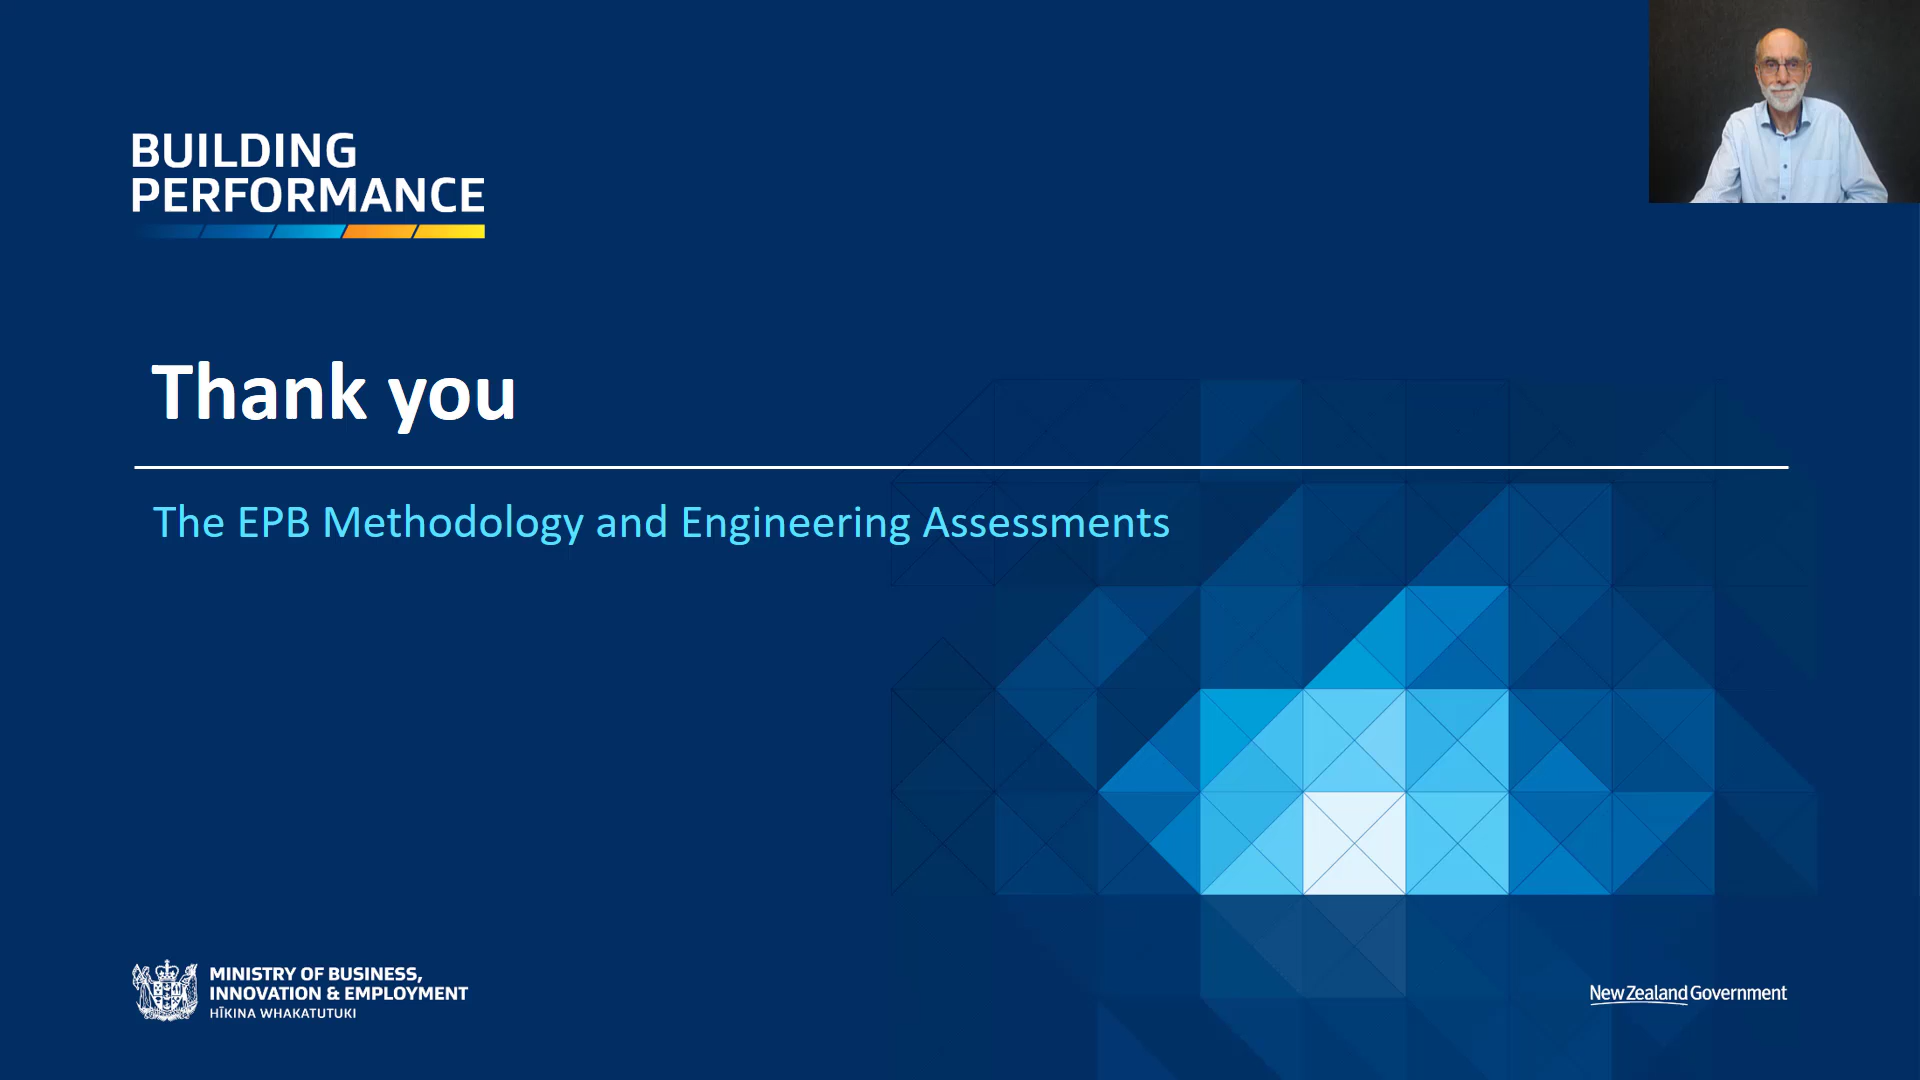 BUILDING
PERFORMANCE
Thank you
The EPB Methodology and Engineering Assessments
MINISTRY OF BUSINESS,
INNOVATION & EMPLOYMENT
HĪKINA WHAKATUTUKI
New Zealand Government